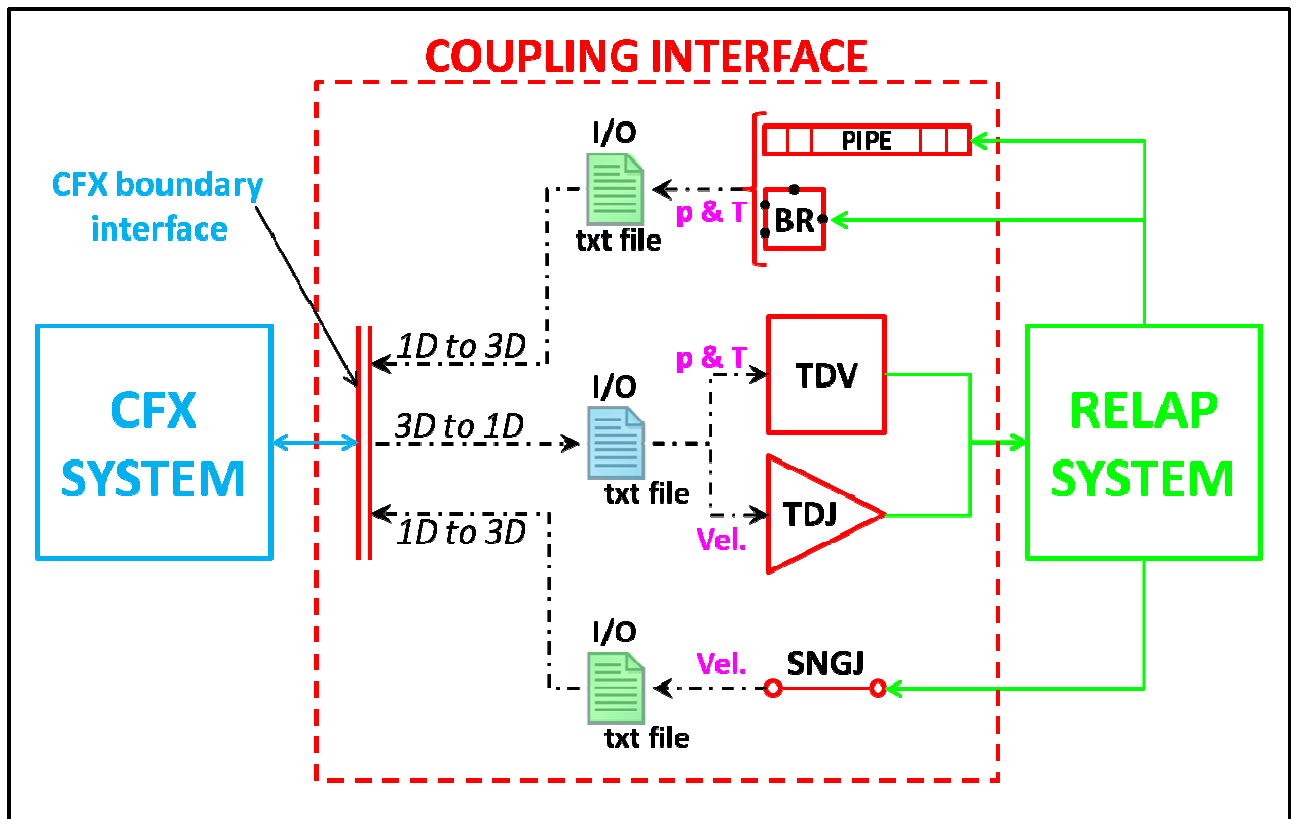 COUPLING INTERFACE
I/O
txt file
p & T
PIPE
BR
CFX boundary
interface
1D to 3D
3D to 1D
1D to 3D
CFX
SYSTEM
I/O
txt file
p & T
TDV
Vel.
TDJ
RELAP
SYSTEM
I/O
txt file
Vel.
SNGJ